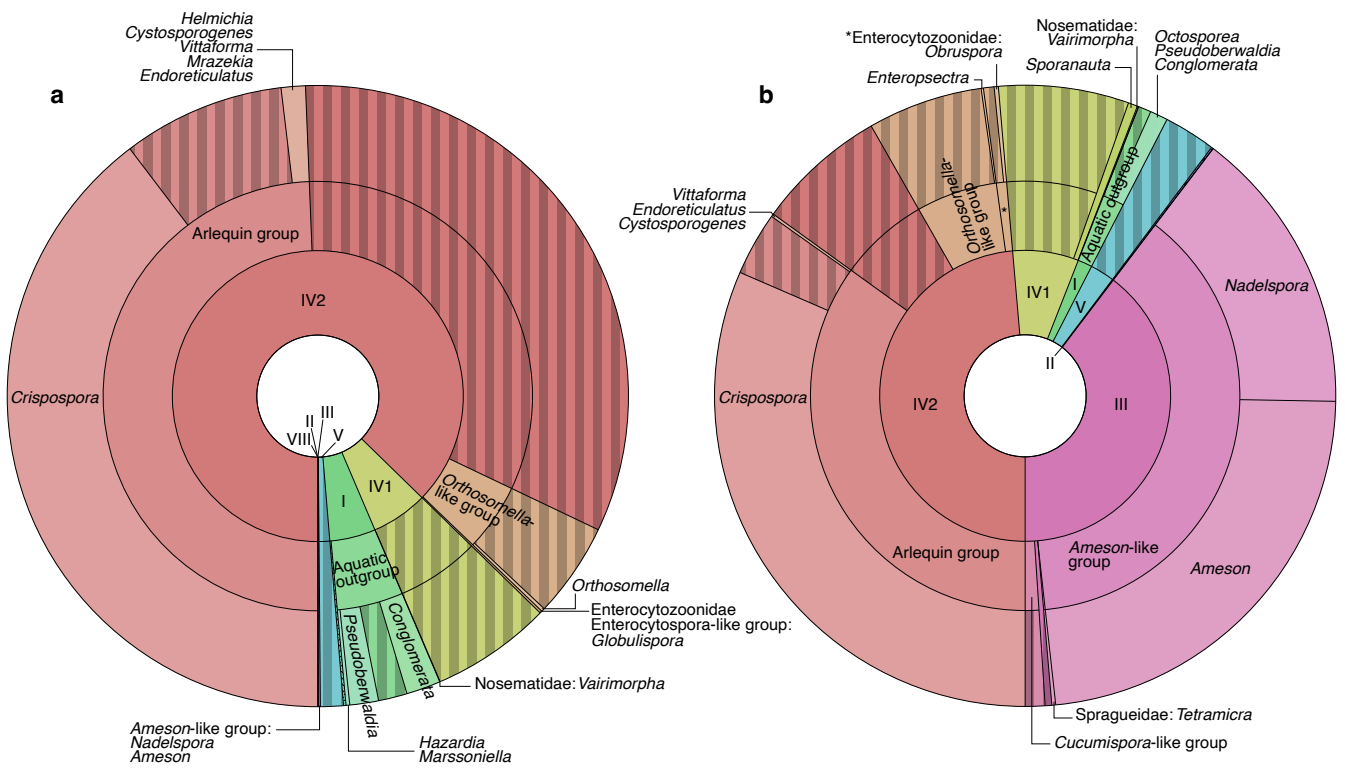 a
Helmichia
Cystosporogenes
Vittaforma
Mrazekia
Endoreticulatus
Arlequin group
IV2
Crispospora
II
III
VIII
V
I
IV1
Orthosomella-
like group
Aquatic
outgroup
Pseudoberwaldia
Conglomerata
Orthosomella
Enterocytozoonidae
Enterocytospora-like group:
Globulispora
Nosematidae: Vairimorpha
Ameson-like group:
Nadelspora
Ameson
Hazardia
Marssoniella
b
*Enterocytozoonidae:
Obruspora
Enteropsectra
Nosematidae:
Vairimorpha
Sporanauta
Octosporea
Pseudoberwaldia
Conglomerata
Vittaforma
Endoreticulatus
Cystosporogenes
Orthosomella-
like group
*
Aquatic outgroup
IV1
I
V
II
Nadelspora
Crispospora
IV2
III
Arlequin group
Ameson-like
group
Ameson
Spragueidae: Tetramicra
Cucumispora-like group